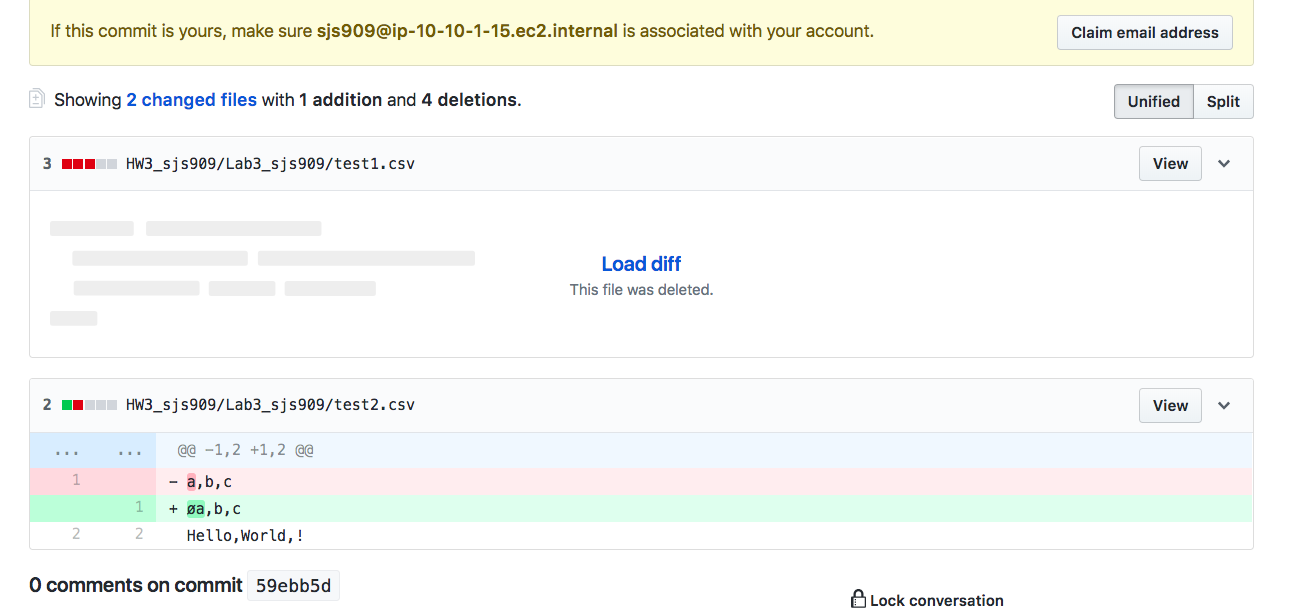 If this commit is yours, make sure sjs909@ip-10-10-1-15.ec2.internal is associated with your account.
Claim email address
Showing 2 changed files with 1 addition and 4 deletions.
Unified Split
3 HW3_sjs909/Lab3_sjs909/test1.csv
View
Load diff
This file was deleted.
2 HW3_sjs909/Lab3_sjs909/test2.csv
View
... ... @@ -1,2 +1,2 @@
1 - a,b,c
1 + øa,b,c
2 2 Hello,World,!
0 comments on commit 59ebb5d
Lock conversation